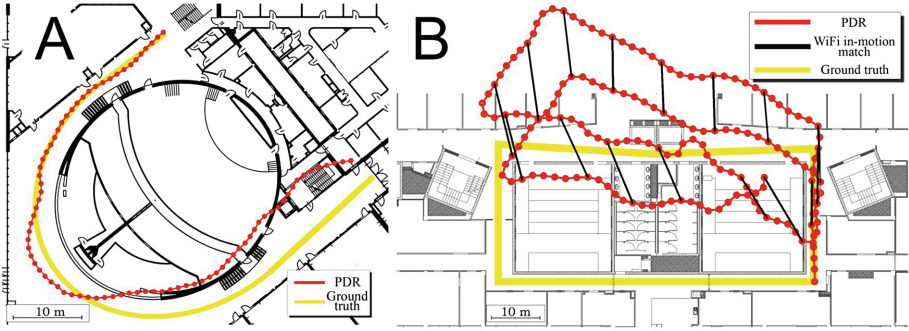 A
PDR
Ground
truth
10 m
B
PDR
WiFi in-motion
match
Ground truth
10 m